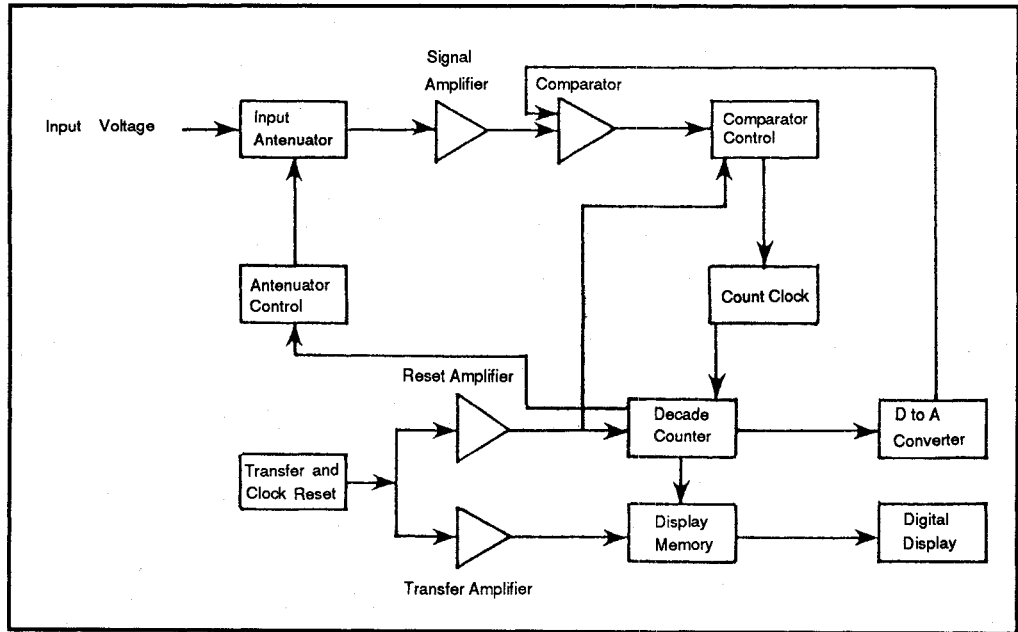 Signal
Amplifier
Comparator
Input Voltage
Input
Antenuator
Comparator
Control
Antenuator
Control
Count Clock
Reset Amplifier
Decade
Counter
D to A
Converter
Transfer and
Clock Reset
Display
Memory
Digital
Display
Transfer Amplifier